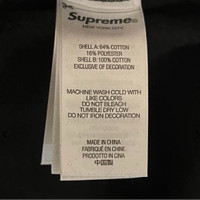 Supreme®
NEW YORK CITY
SHELL A: 84% COTTON
16% POLYESTER
SHELL B: 100% COTTON
EXCLUSIVE OF DECORATION
MACHINE WASH COLD WITH
LIKE COLORS
DO NOT BLEACH
TUMBLE DRY LOW
DO NOT IRON DECORATION
MADE IN CHINA
FABRIQUÉ EN CHINE
PRODOTTO IN CINA
中国製